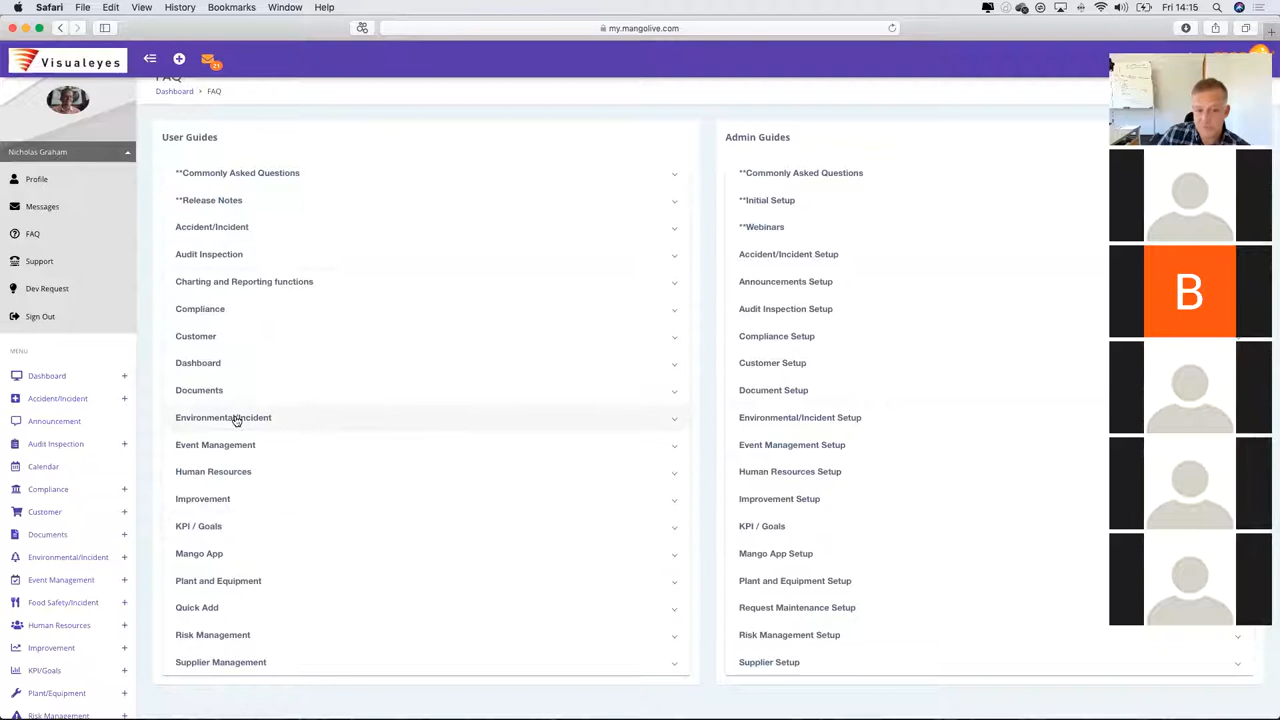 Safari File Edit View History Bookmarks Window Help Fri 14:15
my.mangolive.com
Visualeyes
21
FAQ
Dashboard > FAQ
Nicholas Graham
Profile
Messages
FAQ
Support
Dev Request
Sign Out
MENU
Dashboard +
Accident/Incident +
Announcement
Audit Inspection +
Calendar
Compliance +
Customer +
Documents +
Environmental/Incident +
Event Management +
Food Safety/Incident +
Human Resources +
Improvement +
KPI/Goals +
Plant/Equipment +
Risk Management +
User Guides
**Commonly Asked Questions
**Release Notes
Accident/Incident
Audit Inspection
Charting and Reporting functions
Compliance
Customer
Dashboard
Documents
Environmental/Incident
Event Management
Human Resources
Improvement
KPI / Goals
Mango App
Plant and Equipment
Quick Add
Risk Management
Supplier Management
Admin Guides
**Commonly Asked Questions
**Initial Setup
**Webinars
Accident/Incident Setup
Announcements Setup
Audit Inspection Setup
Compliance Setup
Customer Setup
Document Setup
Environmental/Incident Setup
Event Management Setup
Human Resources Setup
Improvement Setup
KPI / Goals
Mango App Setup
Plant and Equipment Setup
Request Maintenance Setup
Risk Management Setup
Supplier Setup
B